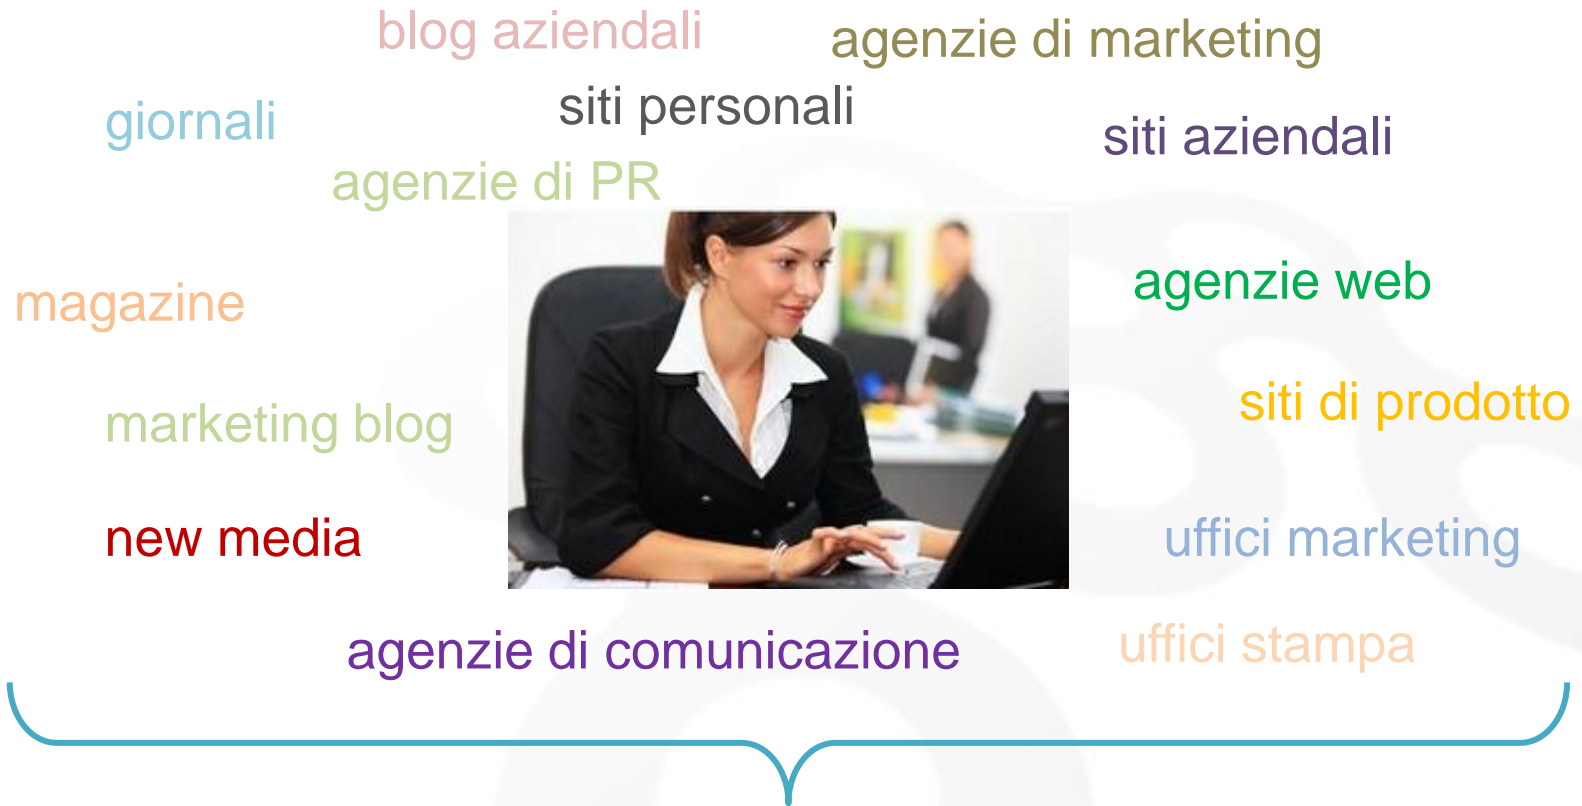 blog aziendali
agenzie di marketing
giornali
siti personali
siti aziendali
agenzie di PR
magazine
agenzie web
marketing blog
siti di prodotto
new media
uffici marketing
agenzie di comunicazione
uffici stampa